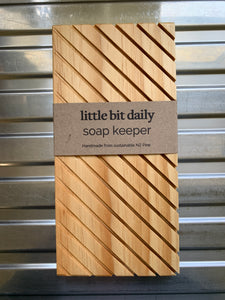 little bit daily
soap keeper
Handmade from sustainable NZ Pine